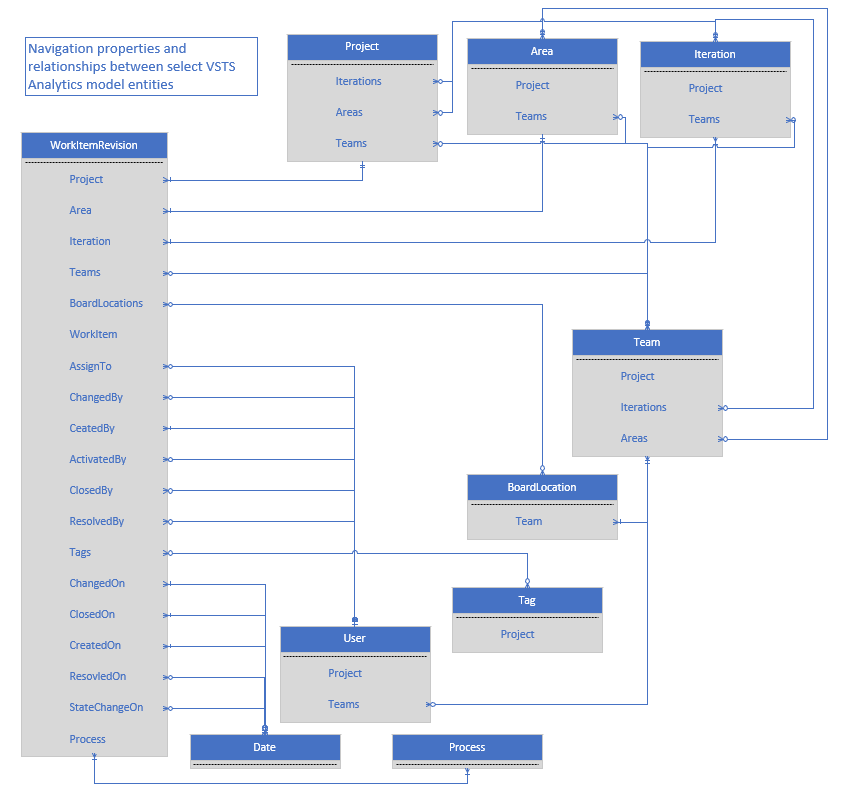 Navigation properties and
relationships between select VSTS
Analytics model entities
Project
Iterations
Areas
Teams
Area
Project
Teams
Iteration
Project
Teams
WorkItemRevision
Project
Area
Iteration
Teams
BoardLocations
WorkItem
AssignTo
ChangedBy
CeatedBy
ActivatedBy
ClosedBy
ResolvedBy
Tags
ChangedOn
ClosedOn
CreatedOn
ResovledOn
StateChangeOn
Process
Team
Project
Iterations
Areas
BoardLocation
Team
Tag
Project
User
Project
Teams
Date
Process